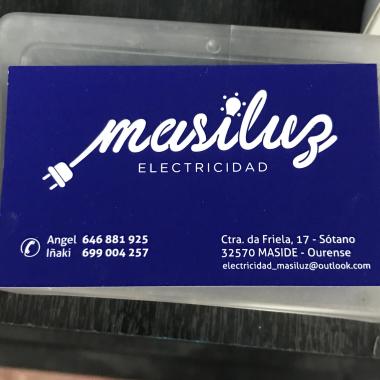 masiluz
ELECTRICIDAD
Angel 646 881 925
Iñaki 699 004 257
Ctra. da Friela, 17 - Sótano
32570 MASIDE - Ourense
electricidad_masiluz@outlook.com